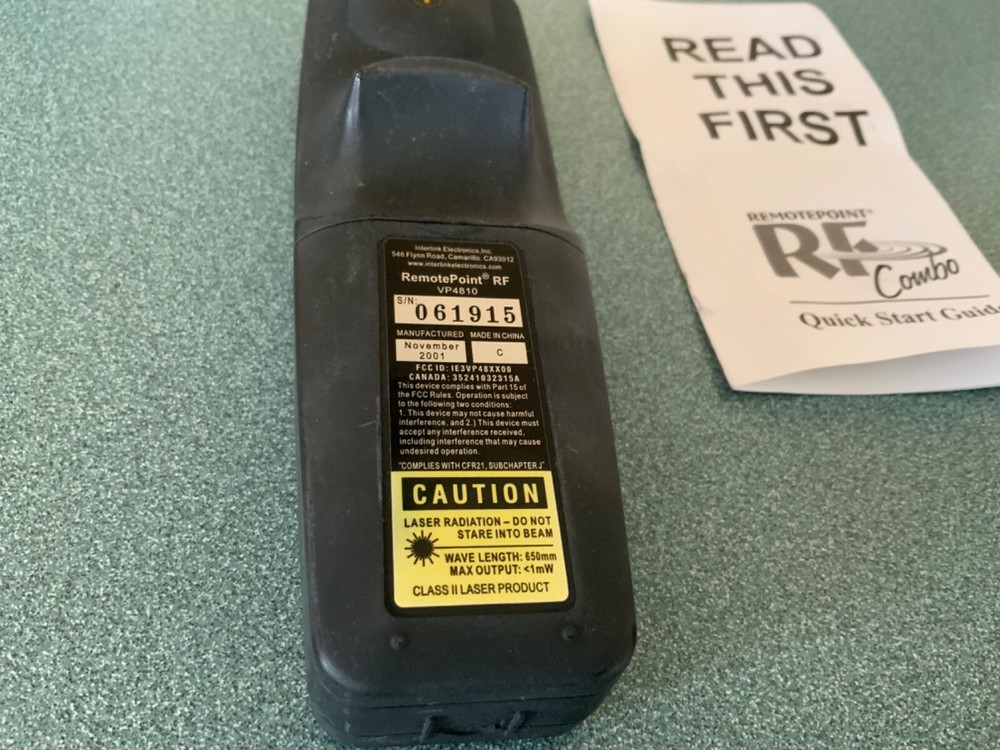 Interlink Electronics, Inc.
546 Flynn Road, Camarillo, CA93012
www.interlinkelectronics.com
RemotePoint® RF
VP4810
S/N:
061915
MANUFACTURED MADE IN CHINA
November
2001
C
FCC ID: IE3VP48XX00
CANADA: 35241032315A
This device complies with Part 15 of
the FCC Rules. Operation is subject
to the following two conditions:
1. This device may not cause harmful
interference, and 2.) This device must
accept any interference received,
including interference that may cause
undesired operation.
"COMPLIES WITH CFR21, SUBCHAPTER J"
CAUTION
LASER RADIATION – DO NOT
STARE INTO BEAM
WAVE LENGTH: 650mm
MAX OUTPUT: <1mW
CLASS II LASER PRODUCT
READ
THIS
FIRST
REMOTEPOINT™
RF
Combo
Quick Start Guid